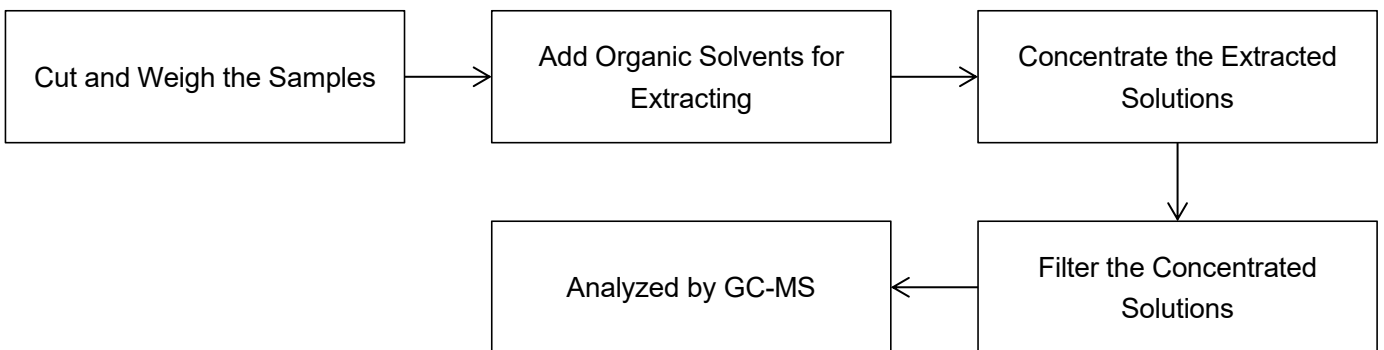 Cut and Weigh the Samples
Add Organic Solvents for
Extracting
Concentrate the Extracted
Solutions
Filter the Concentrated
Solutions
Analyzed by GC-MS